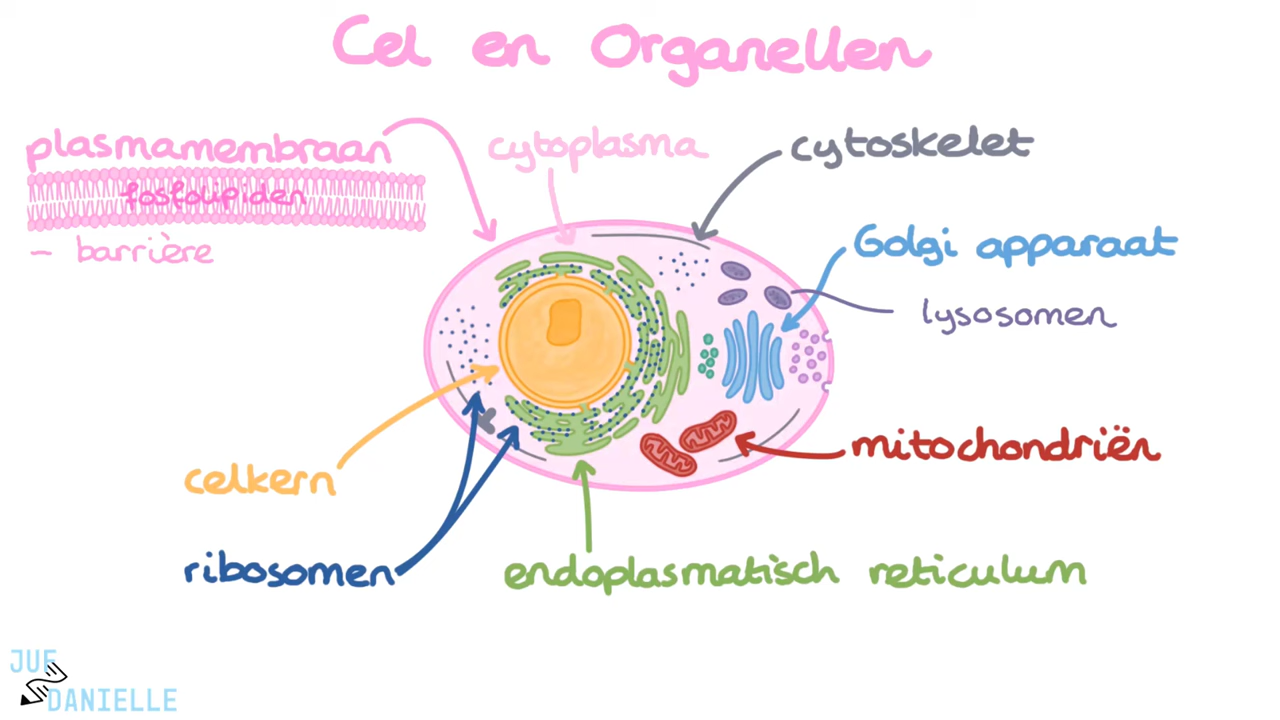 Cel en Organellen
plasmamembraan
fosfolipiden
- barrière
cytoplasma
cytoskelet
Golgi apparaat
lysosomen
mitochondriën
celkern
ribosomen
endoplasmatisch reticulum
JUF
DANIELLE